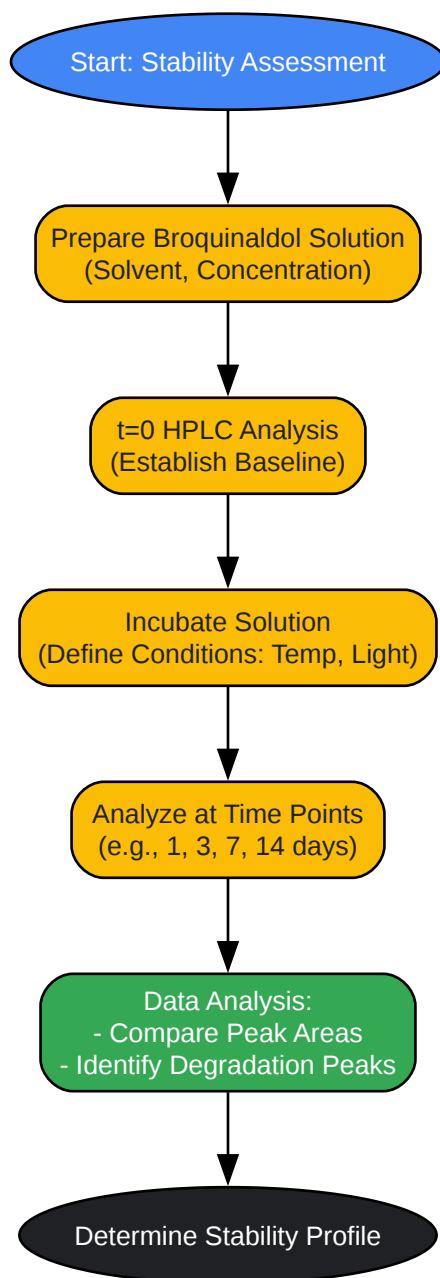 Start: Stability Assessment
Prepare Broquinaldol Solution
(Solvent, Concentration)
t=0 HPLC Analysis
(Establish Baseline)
Incubate Solution
(Define Conditions: Temp, Light)
Analyze at Time Points
(e.g., 1, 3, 7, 14 days)
Data Analysis:
- Compare Peak Areas
- Identify Degradation Peaks
Determine Stability Profile